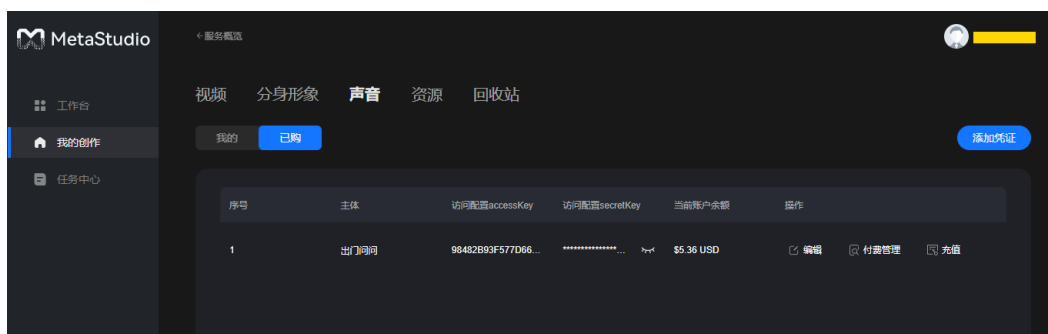 MetaStudio
←服务概览
视频 分身形象 声音 资源 回收站
工作台
我的 已购 添加凭证
我的创作
任务中心
序号 主体 访问配置accessKey 访问配置secretKey 当前账户余额 操作
1 出门问问 98482B93F577D66... ***************... $5.36 USD 编辑 付费管理 充值